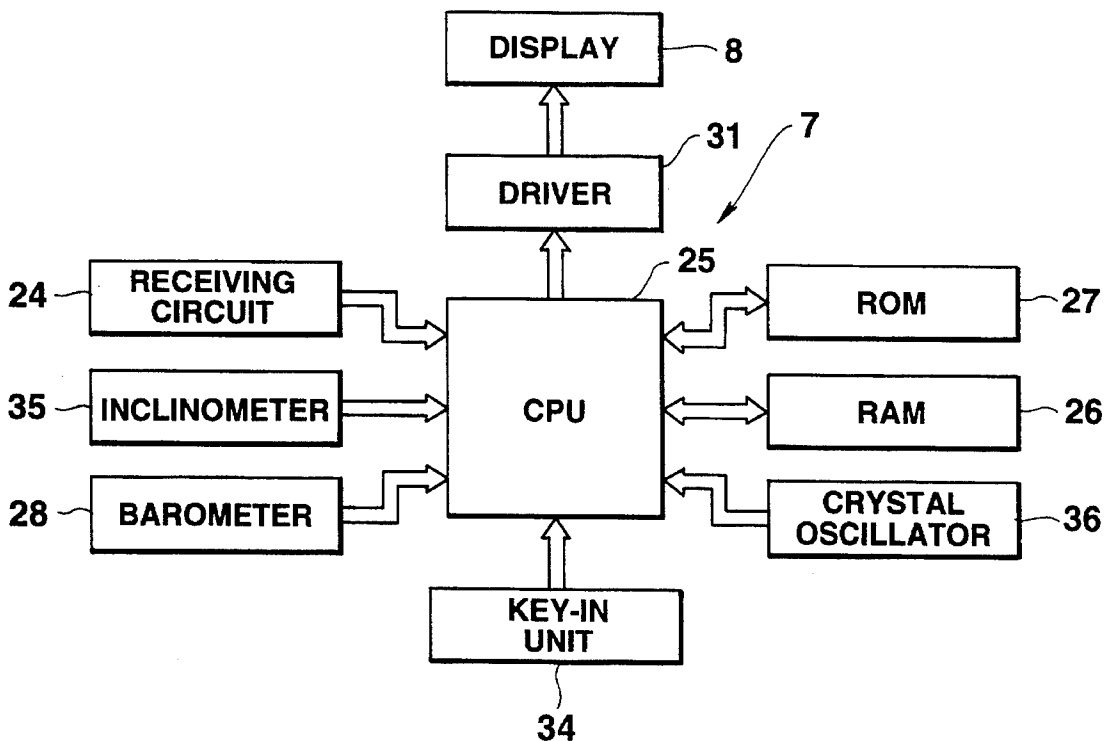 DISPLAY
8
31
7
DRIVER
25
24
RECEIVING
CIRCUIT
ROM
27
35
INCLINOMETER
CPU
RAM
26
28
BAROMETER
CRYSTAL
OSCILLATOR
36
KEY-IN
UNIT
34